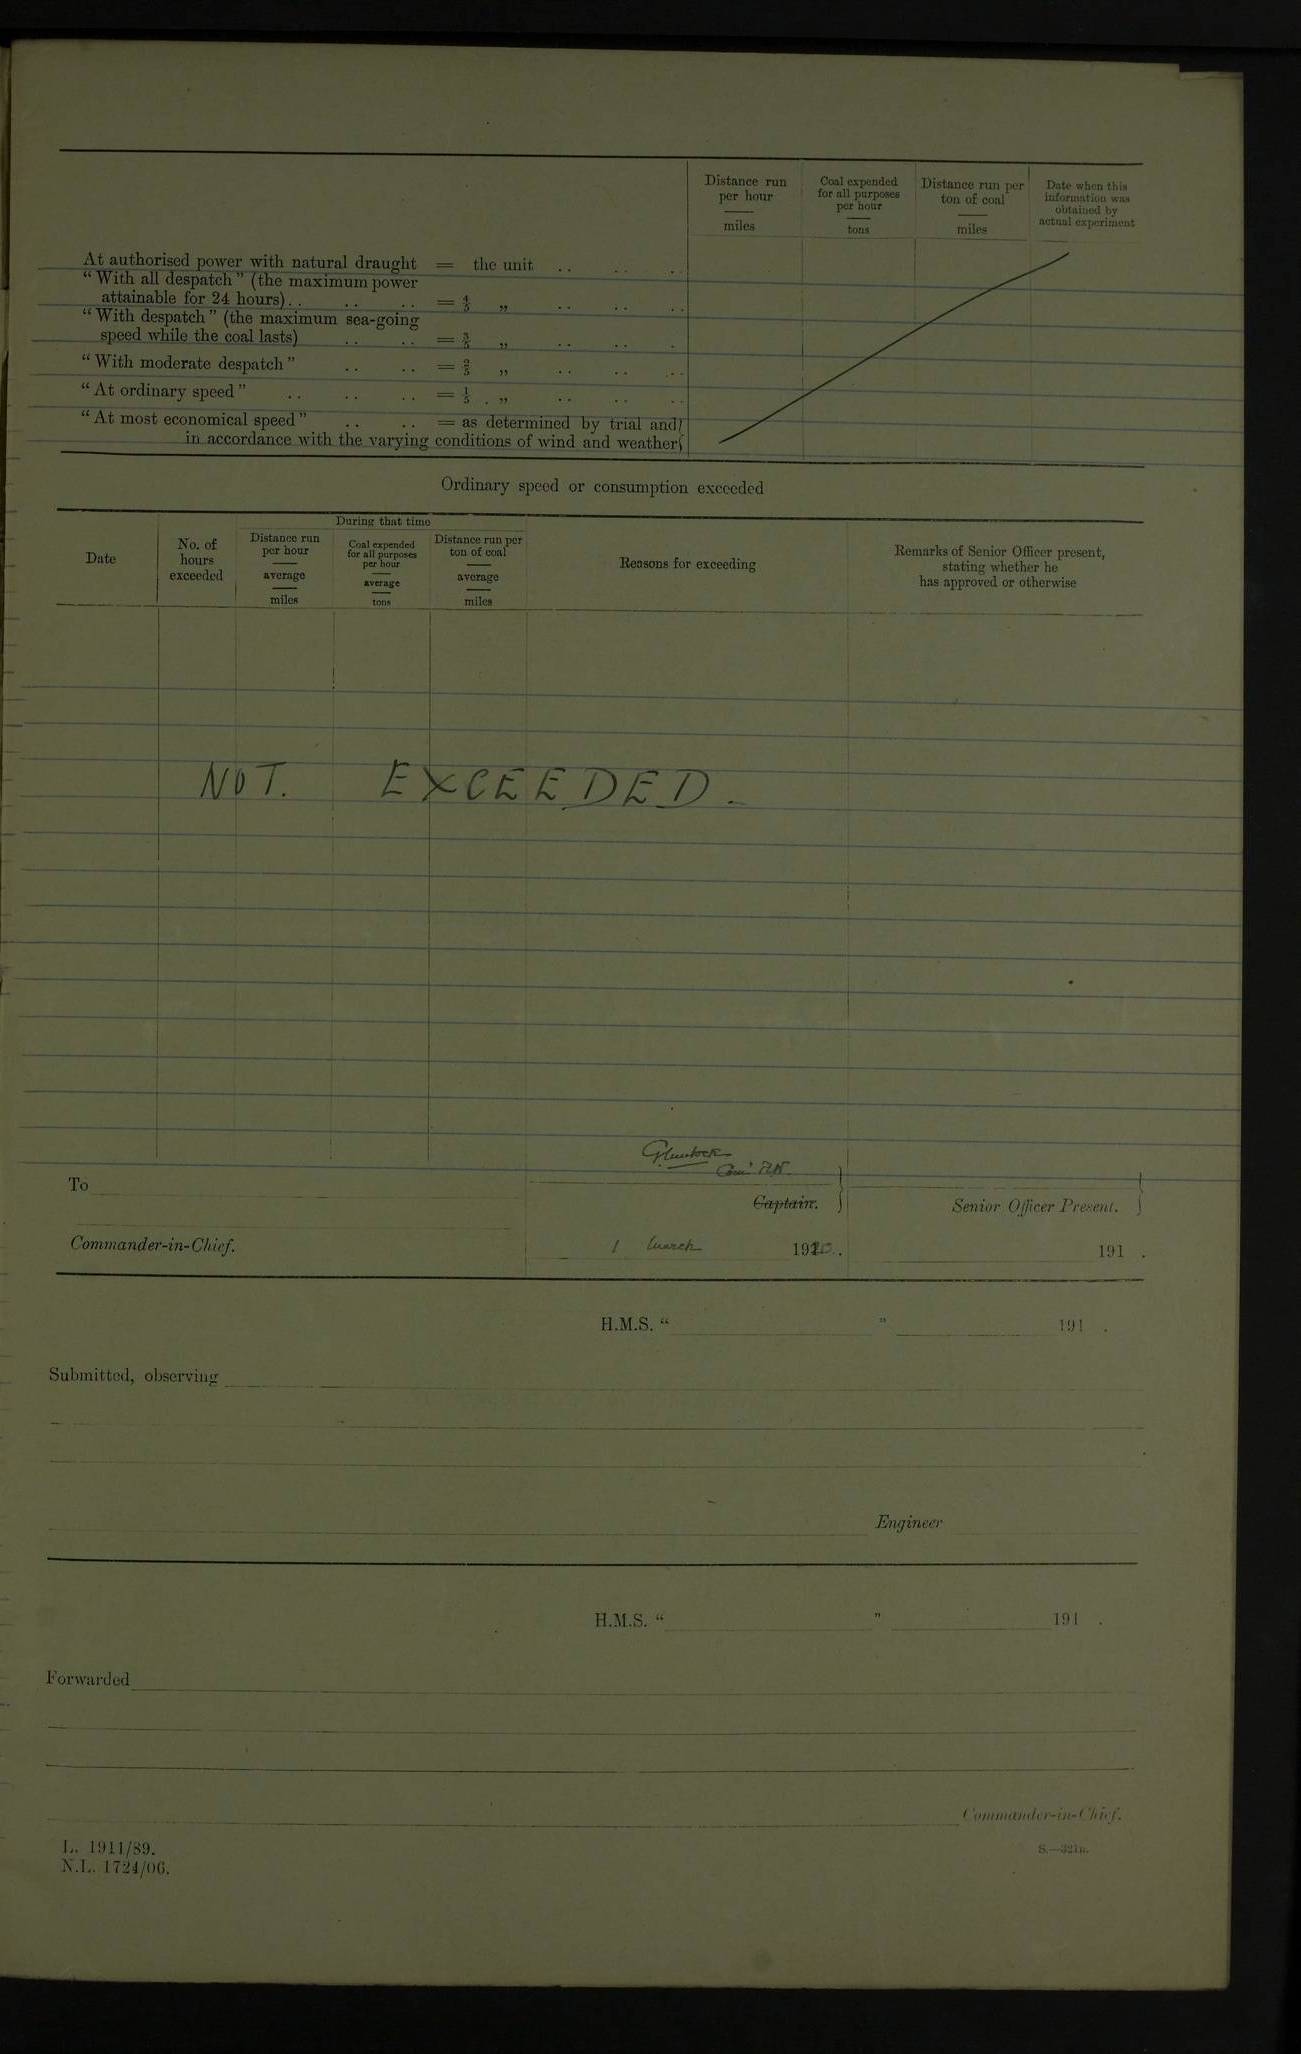 Distance run per hour
miles
Coal expended for all purposes per hour
tons
Distance run per ton of coal
miles
Date when this information was obtained by actual experiment
At authorised power with natural draught = the unit .. .. ..
“With all despatch” (the maximum power
attainable for 24 hours) .. .. .. = 4/5 „ .. .. ..
“With despatch” (the maximum sea-going
speed while the coal lasts) .. .. = 3/5 „ .. .. .
“With moderate despatch” .. .. = 2/5 „ .. .. ..
“At ordinary speed” .. .. .. = 1/5 . „ .. .. ..
“At most economical speed” .. .. = as determined by trial and
in accordance with the varying conditions of wind and weather
Ordinary speed or consumption exceeded
Date
No. of hours exceeded
During that time
Distance run per hour
average
miles
Coal expended for all purposes per hour
average
tons
Distance run per ton of coal
average
miles
Reasons for exceeding
Remarks of Senior Officer present, stating whether he has approved or otherwise
NOT. EXCEEDED.
To
Captain.
Senior Officer Present.
Commander-in-Chief.
1 March 1920.
191 .
H.M.S. “ ” 191 .
Submitted, observing
Engineer
H.M.S. “ ” 191 .
Forwarded
Commander-in-Chief.
L. 1911/89.
N.L. 1724/06.